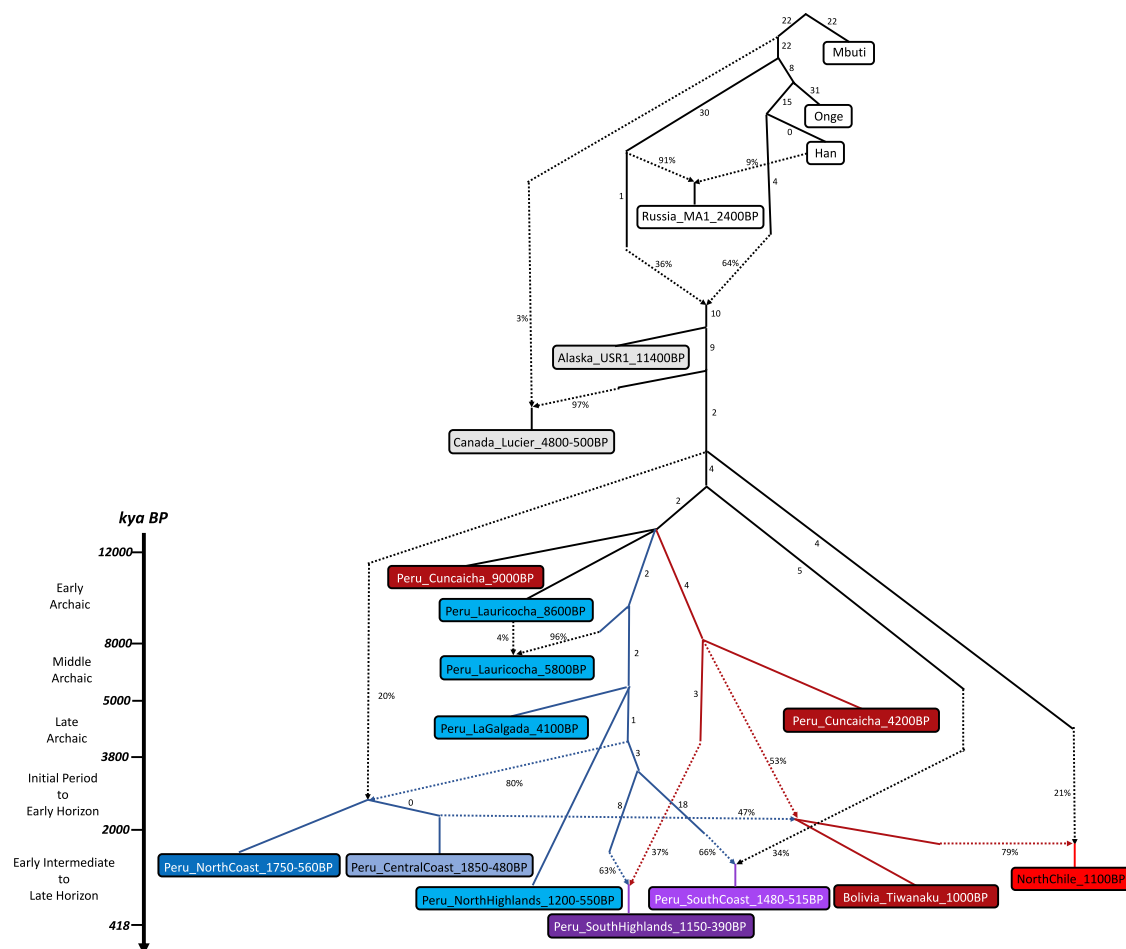 22
22
Mbuti
22
8
31
15
Onge
30
0
Han
91%
9%
4
1
Russia_MA1_2400BP
36%
64%
10
3%
9
Alaska_USR1_11400BP
97%
2
Canada_Lucier_4800-500BP
4
2
kya BP
4
12000
5
2
4
Peru_Cuncaicha_9000BP
Early
Archaic
Peru_Lauricocha_8600BP
4%
96%
8000
2
Middle
Archaic
Peru_Lauricocha_5800BP
3
20%
5000
Late
Archaic
Peru_LaGalgada_4100BP
1
Peru_Cuncaicha_4200BP
3800
3
53%
Initial Period
to
Early Horizon
80%
21%
0
8
18
47%
2000
Early Intermediate
to
Late Horizon
37%
66%
34%
79%
63%
Peru_NorthCoast_1750-560BP
Peru_CentralCoast_1850-480BP
NorthChile_1100BP
Peru_NorthHighlands_1200-550BP
Peru_SouthCoast_1480-515BP
Bolivia_Tiwanaku_1000BP
418
Peru_SouthHighlands_1150-390BP